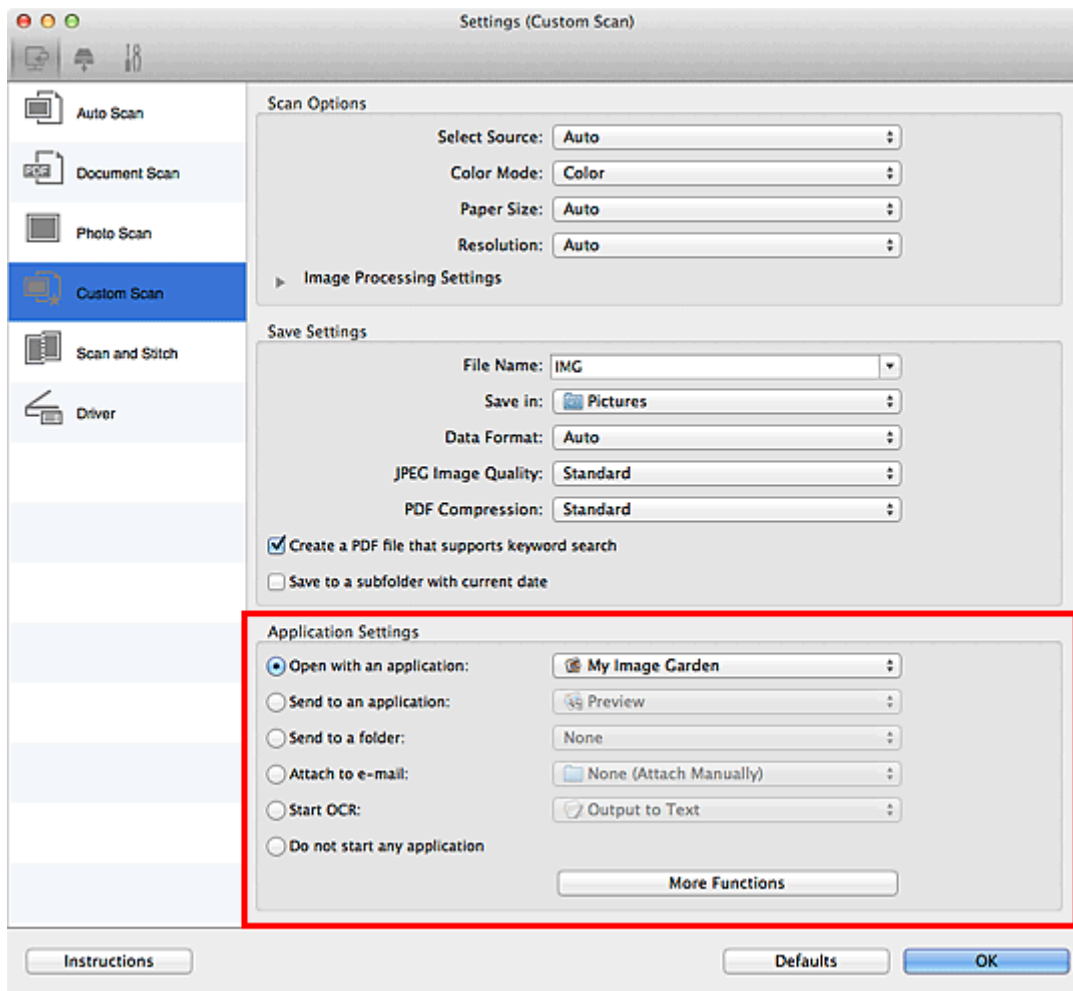 Settings (Custom Scan)
Auto Scan
PDF
Document Scan
Photo Scan
Custom Scan
Scan and Stitch
Driver
Scan Options
Select Source: Auto
Color Mode: Color
Paper Size: Auto
Resolution: Auto
Image Processing Settings
Save Settings
File Name: IMG
Save in: Pictures
Data Format: Auto
JPEG Image Quality: Standard
PDF Compression: Standard
Create a PDF file that supports keyword search
Save to a subfolder with current date
Application Settings
Open with an application: My Image Garden
Send to an application: Preview
Send to a folder: None
Attach to e-mail: None (Attach Manually)
Start OCR: Output to Text
Do not start any application
More Functions
Instructions Defaults OK